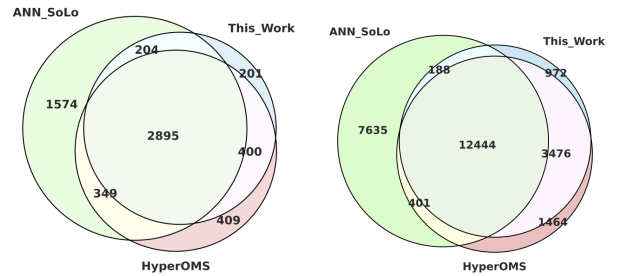 ANN_SoLo
This_Work
204
201
1574
2895
400
349
409
HyperOMS
ANN_SoLo
This_Work
188
972
7635
12444
3476
401
1464
HyperOMS